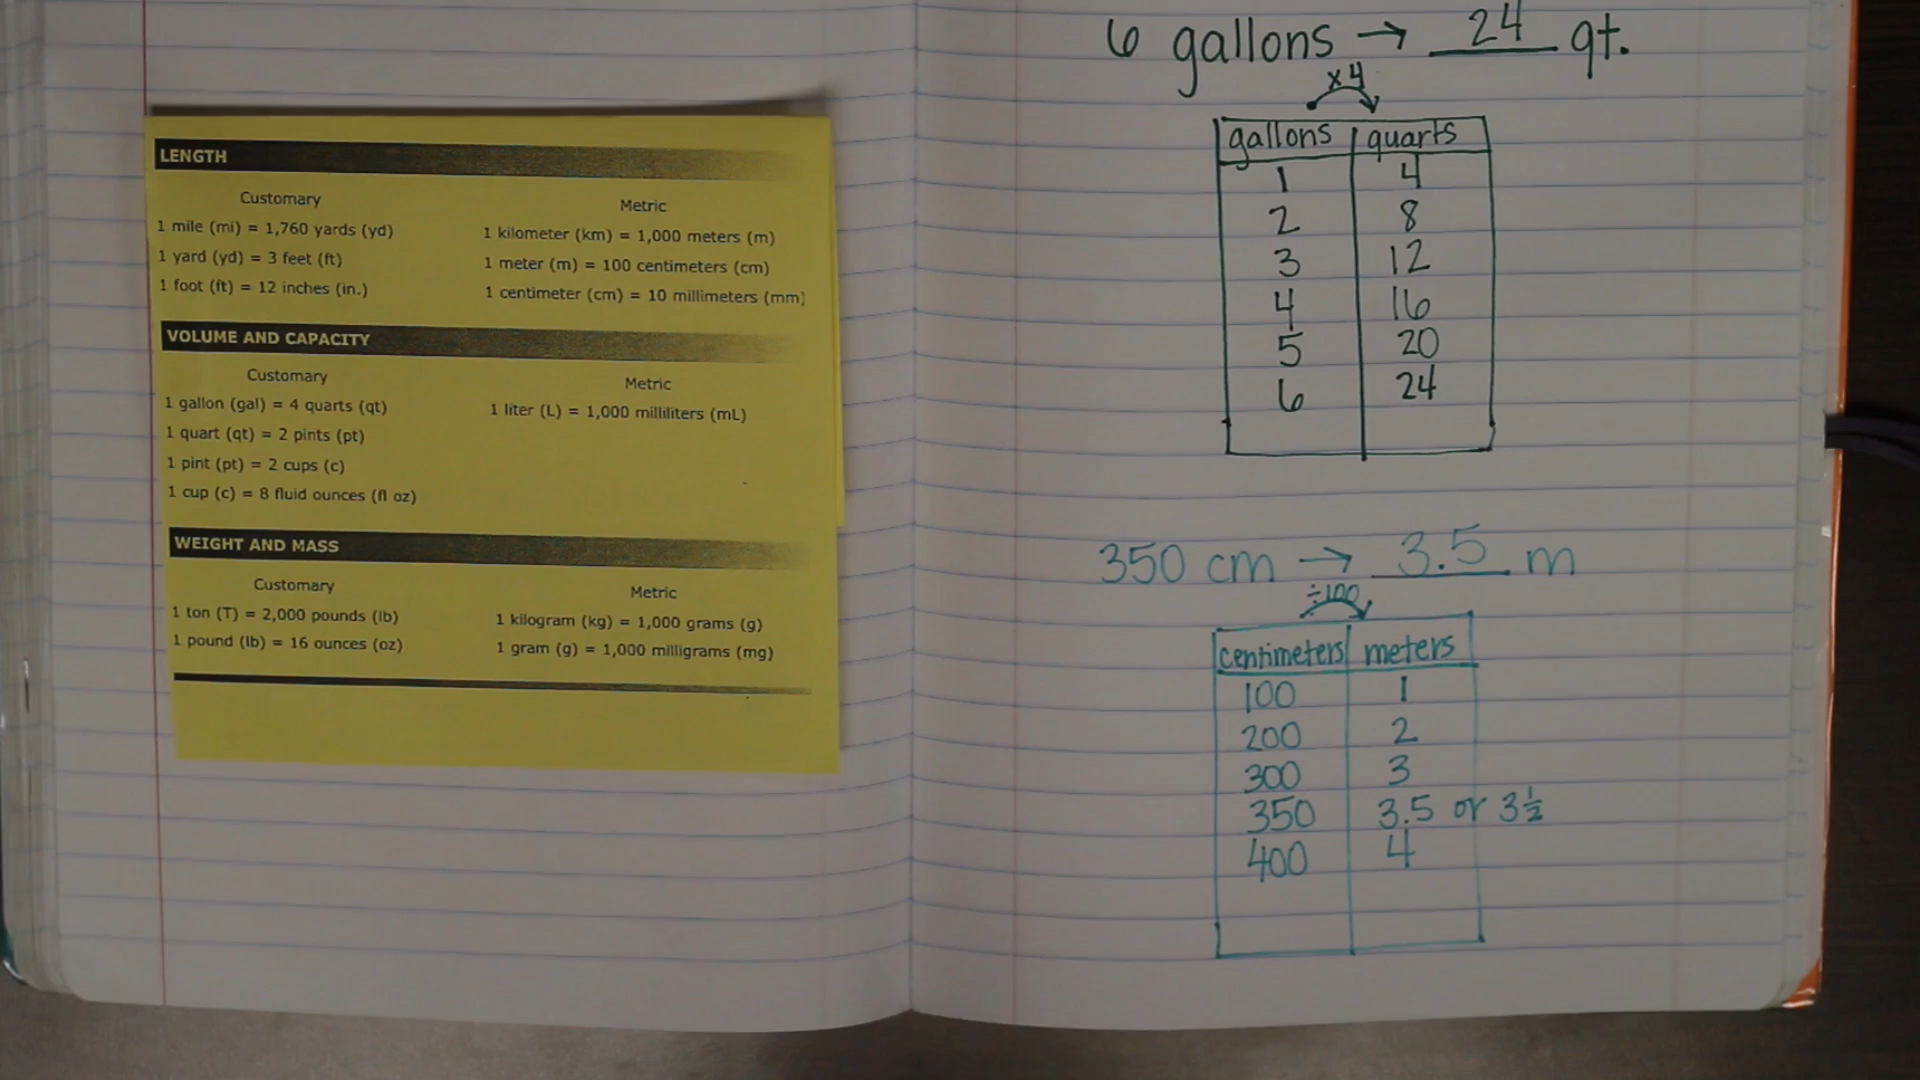 LENGTH
Customary
Metric
1 mile (mi) = 1,760 yards (yd)
1 kilometer (km) = 1,000 meters (m)
1 yard (yd) = 3 feet (ft)
1 meter (m) = 100 centimeters (cm)
1 foot (ft) = 12 inches (in.)
1 centimeter (cm) = 10 millimeters (mm)
VOLUME AND CAPACITY
Customary
Metric
1 gallon (gal) = 4 quarts (qt)
1 liter (L) = 1,000 milliliters (mL)
1 quart (qt) = 2 pints (pt)
1 pint (pt) = 2 cups (c)
1 cup (c) = 8 fluid ounces (fl oz)
WEIGHT AND MASS
Customary
Metric
1 ton (T) = 2,000 pounds (lb)
1 kilogram (kg) = 1,000 grams (g)
1 pound (lb) = 16 ounces (oz)
1 gram (g) = 1,000 milligrams (mg)
6 gallons → 24 qt.
×4
gallons quarts
1 4
2 8
3 12
4 16
5 20
6 24
350 cm → 3.5 m
÷100
centimeters meters
100 1
200 2
300 3
350 3.5 or 3½
400 4